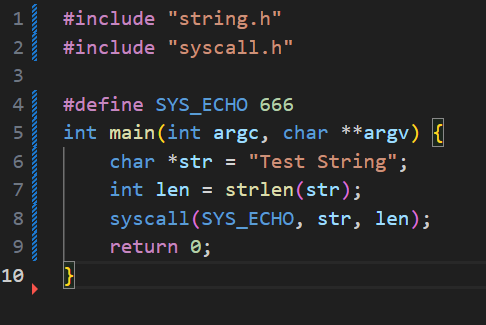 1 #include "string.h"
2 #include "syscall.h"
3
4 #define SYS_ECHO 666
5 int main(int argc, char **argv) {
6     char *str = "Test String";
7     int len = strlen(str);
8     syscall(SYS_ECHO, str, len);
9     return 0;
10 }